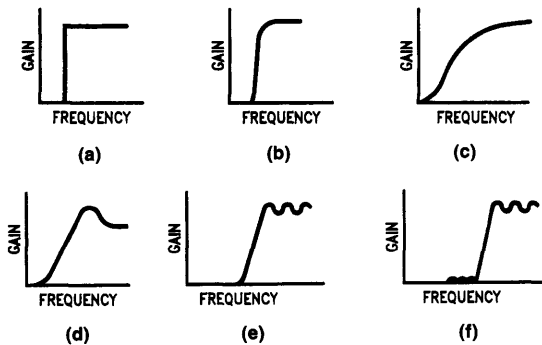 GAIN
FREQUENCY
(a)
GAIN
FREQUENCY
(b)
GAIN
FREQUENCY
(c)
GAIN
FREQUENCY
(d)
GAIN
FREQUENCY
(e)
GAIN
FREQUENCY
(f)